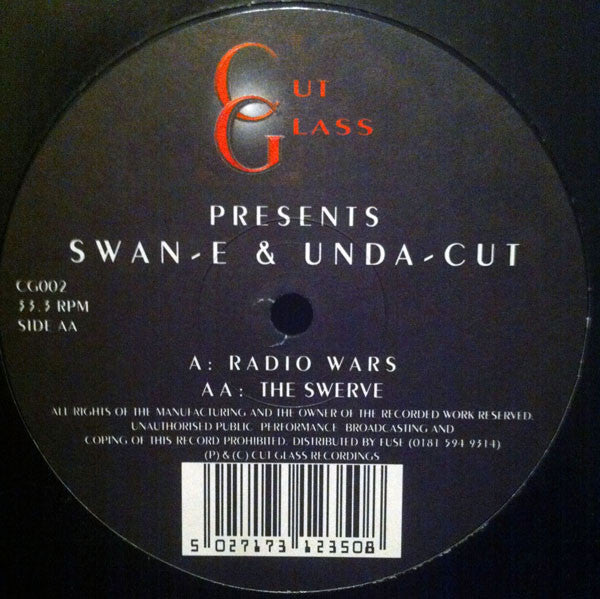 CUT
GLASS
PRESENTS
SWAN-E & UNDA-CUT
CG002
33.3 RPM
SIDE AA
A: RADIO WARS
AA: THE SWERVE
ALL RIGHTS OF THE MANUFACTURING AND THE OWNER OF THE RECORDED WORK RESERVED.
UNAUTHORISED PUBLIC PERFORMANCE BROADCASTING AND
COPING OF THIS RECORD PROHIBITED. DISTRIBUTED BY FUSE (0181 594 9314)
(P) & (C) CUT GLASS RECORDINGS
5 027173 123508